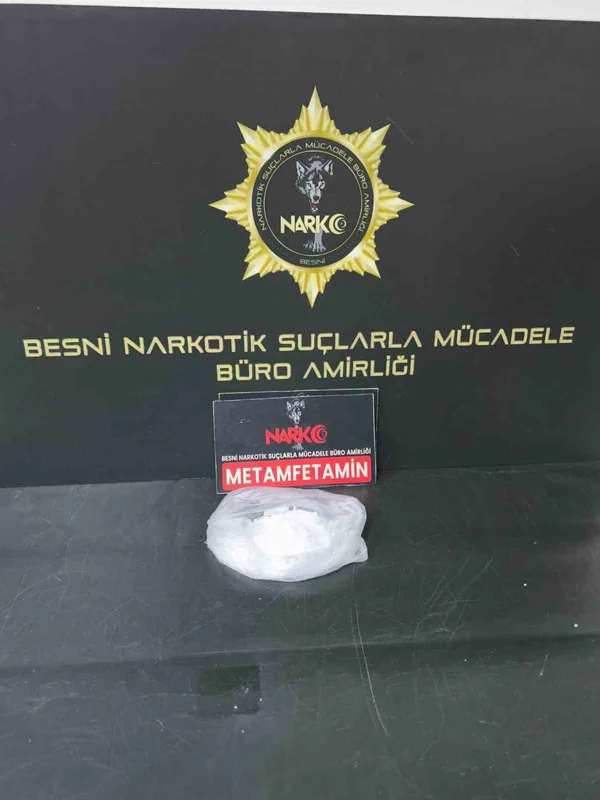 NARKOTİK SUÇLARLA MÜCADELE BÜRO AMİRLİĞİ
NARKO
BESNİ
BESNİ NARKOTİK SUÇLARLA MÜCADELE
BÜRO AMİRLİĞİ
NARKO
BESNİ NARKOTİK SUÇLARLA MÜCADELE BÜRO AMİRLİĞİ
METAMFETAMİN